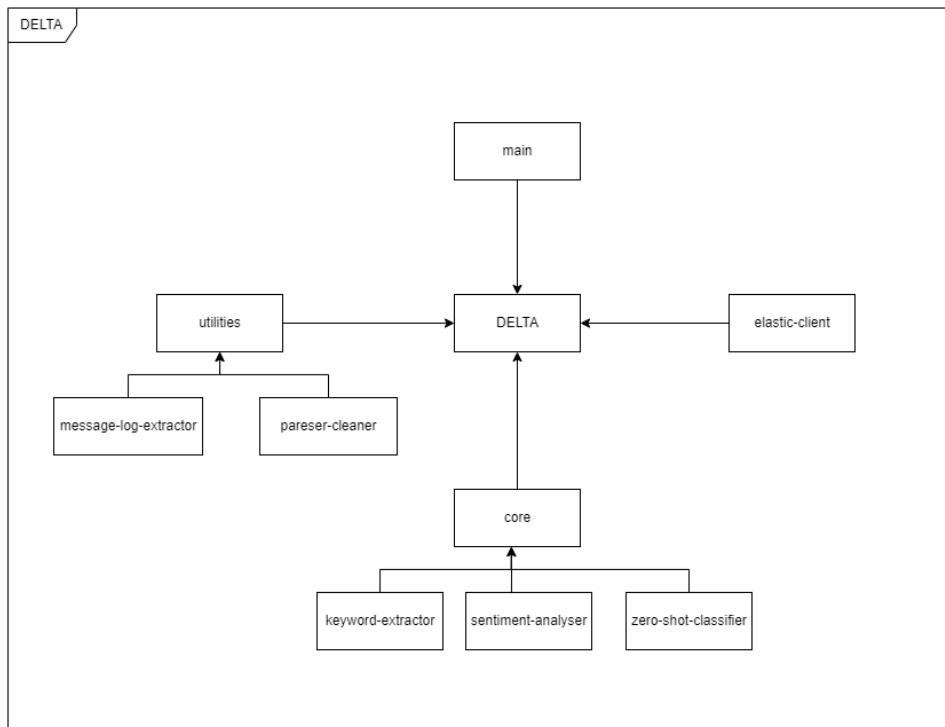 DELTA
main
utilities
DELTA
elastic-client
message-log-extractor
pareser-cleaner
core
keyword-extractor
sentiment-analyser
zero-shot-classifier